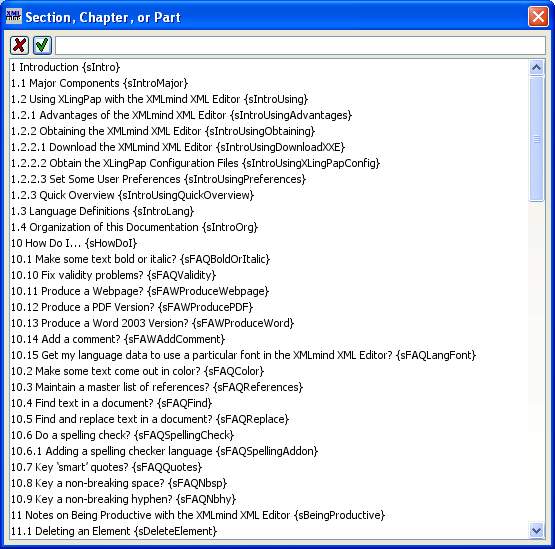 XML mind
Section, Chapter, or Part
1 Introduction {sIntro}
1.1 Major Components {sIntroMajor}
1.2 Using XLingPap with the XMLmind XML Editor {sIntroUsing}
1.2.1 Advantages of the XMLmind XML Editor {sIntroUsingAdvantages}
1.2.2 Obtaining the XMLmind XML Editor {sIntroUsingObtaining}
1.2.2.1 Download the XMLmind XML Editor {sIntroUsingDownloadXXE}
1.2.2.2 Obtain the XLingPap Configuration Files {sIntroUsingXLingPapConfig}
1.2.2.3 Set Some User Preferences {sIntroUsingPreferences}
1.2.3 Quick Overview {sIntroUsingQuickOverview}
1.3 Language Definitions {sIntroLang}
1.4 Organization of this Documentation {sIntroOrg}
10 How Do I... {sHowDoI}
10.1 Make some text bold or italic? {sFAQBoldOrItalic}
10.10 Fix validity problems? {sFAQValidity}
10.11 Produce a Webpage? {sFAWProduceWebpage}
10.12 Produce a PDF Version? {sFAWProducePDF}
10.13 Produce a Word 2003 Version? {sFAWProduceWord}
10.14 Add a comment? {sFAWAddComment}
10.15 Get my language data to use a particular font in the XMLmind XML Editor? {sFAQLangFont}
10.2 Make some text come out in color? {sFAQColor}
10.3 Maintain a master list of references? {sFAQReferences}
10.4 Find text in a document? {sFAQFind}
10.5 Find and replace text in a document? {sFAQReplace}
10.6 Do a spelling check? {sFAQSpellingCheck}
10.6.1 Adding a spelling checker language {sFAQSpellingAddon}
10.7 Key ‘smart’ quotes? {sFAQQuotes}
10.8 Key a non-breaking space? {sFAQNbsp}
10.9 Key a non-breaking hyphen? {sFAQNbhy}
11 Notes on Being Productive with the XMLmind XML Editor {sBeingProductive}
11.1 Deleting an Element {sDeleteElement}